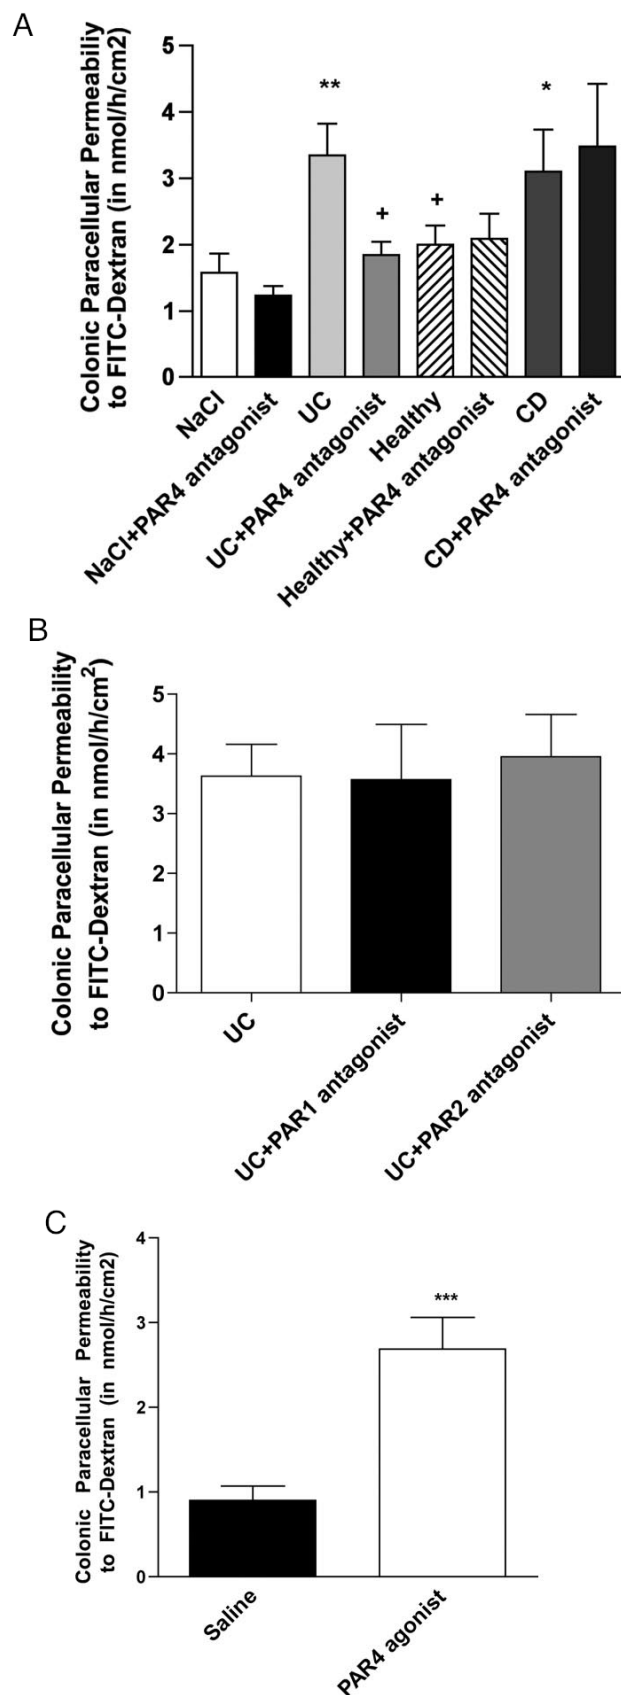 A
Colonic Paracellular Permeabiliy
to FITC-Dextran (in nmol/h/cm2)
5
4
3
2
1
0
**
+
+
*
NaCl
NaCl+PAR4 antagonist
UC
UC+PAR4 antagonist
Healthy
Healthy+PAR4 antagonist
CD
CD+PAR4 antagonist
B
Colonic Paracellular Permeability
to FITC-Dextran (in nmol/h/cm²)
5
4
3
2
1
0
UC
UC+PAR1 antagonist
UC+PAR2 antagonist
C
Colonic Paracellular Permeability
to FITC-Dextran (in nmol/h/cm2)
4
3
2
1
0
***
Saline
PAR4 agonist